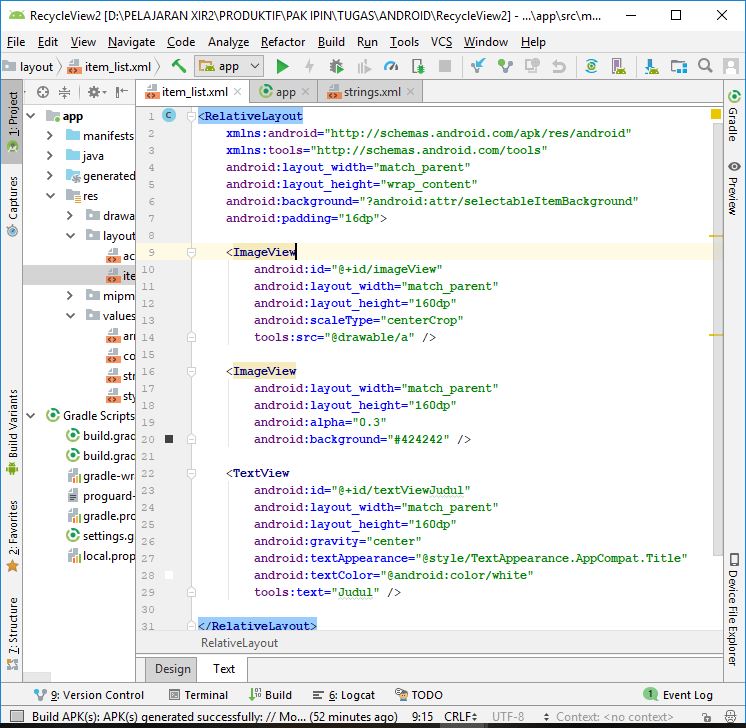 RecycleView2 [D:\PELAJARAN XIR2\PRODUKTIF\PAK IPIN\TUGAS\ANDROID\RecycleView2] - ...\app\src\m...
File Edit View Navigate Code Analyze Refactor Build Run Tools VCS Window Help
layout item_list.xml app
item_list.xml app strings.xml
1: Project
Captures
Build Variants
2: Favorites
7: Structure
app
manifests
java
generated
res
drawa
layout
ac
ite
mipm
values
arr
co
str
sty
Gradle Scripts
build.grad
build.grad
gradle-wr
proguard-
gradle.pro
settings.g
local.prop
1 C <RelativeLayout
2 xmlns:android="http://schemas.android.com/apk/res/android"
3 xmlns:tools="http://schemas.android.com/tools"
4 android:layout_width="match_parent"
5 android:layout_height="wrap_content"
6 android:background="?android:attr/selectableItemBackground"
7 android:padding="16dp">
8
9 <ImageView
10 android:id="@+id/imageView"
11 android:layout_width="match_parent"
12 android:layout_height="160dp"
13 android:scaleType="centerCrop"
14 tools:src="@drawable/a" />
15
16 <ImageView
17 android:layout_width="match_parent"
18 android:layout_height="160dp"
19 android:alpha="0.3"
20 android:background="#424242" />
21
22 <TextView
23 android:id="@+id/textViewJudul"
24 android:layout_width="match_parent"
25 android:layout_height="160dp"
26 android:gravity="center"
27 android:textAppearance="@style/TextAppearance.AppCompat.Title"
28 android:textColor="@android:color/white"
29 tools:text="Judul" />
30
31 </RelativeLayout>
RelativeLayout
Design Text
Gradle
Preview
Device File Explorer
9: Version Control Terminal Build 6: Logcat TODO 1 Event Log
Build APK(s): APK(s) generated successfully: // Mo... (52 minutes ago) 9:15 CRLF÷ UTF-8 ÷ Context: <no context>